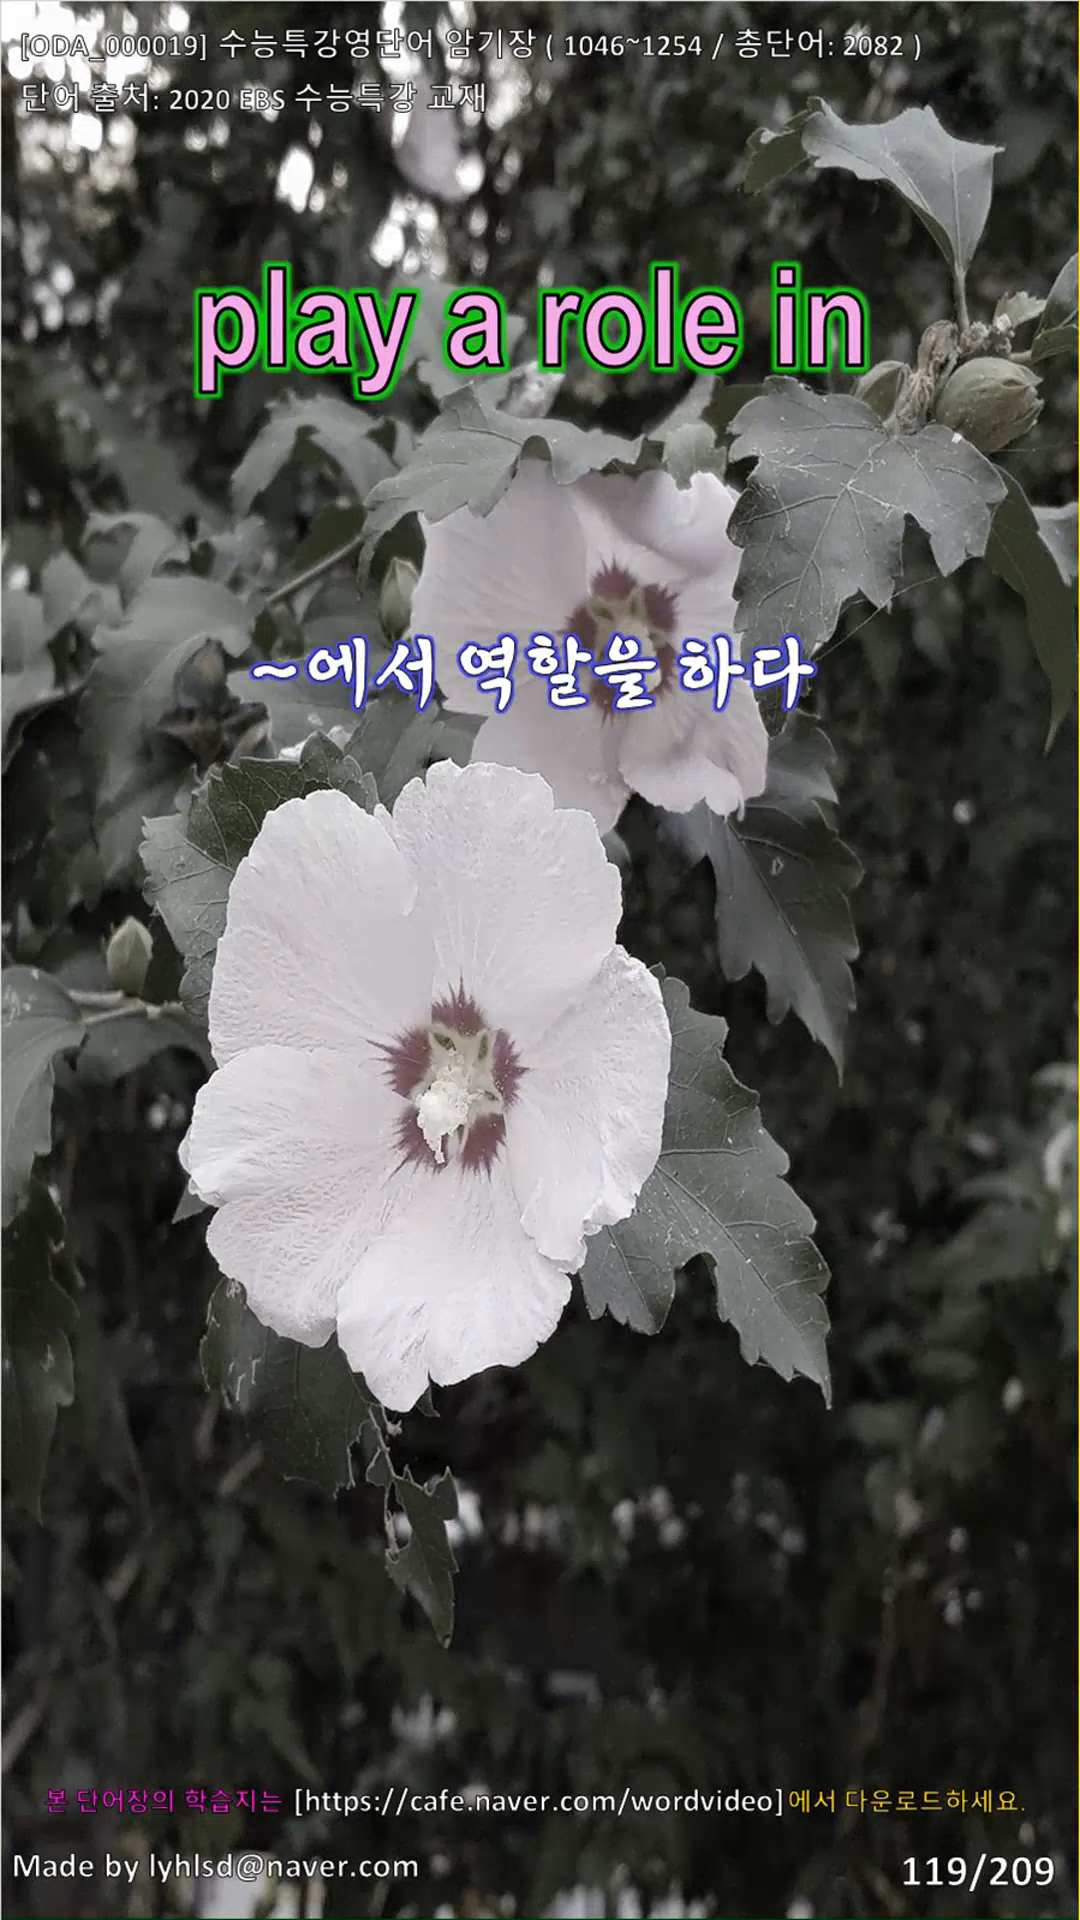 [ODA_000019] 수능특강영단어 암기장 ( 1046~1254 / 총단어: 2082 )
단어 출처: 2020 EBS 수능특강 교재
play a role in
~에서 역할을 하다
본 단어장의 학습지는 [https://cafe.naver.com/wordvideo]에서 다운로드하세요.
Made by lyhlsd@naver.com
119/209